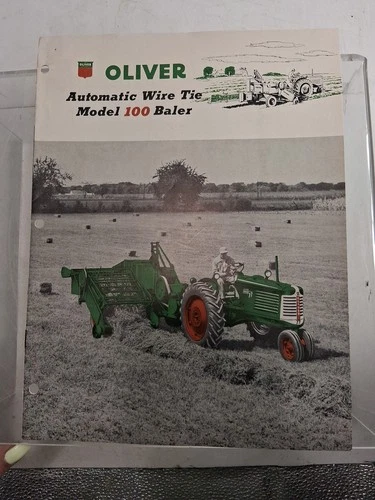 OLIVER
Automatic Wire Tie
Model 100 Baler